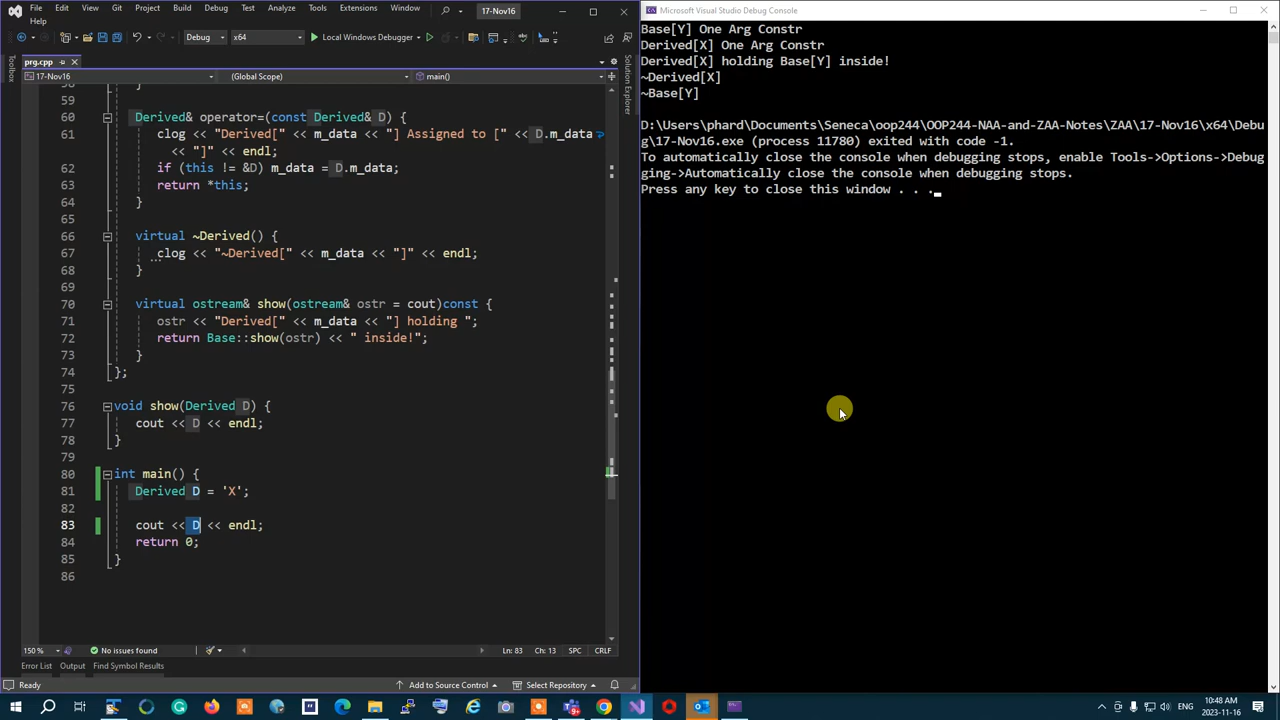 File Edit View Git Project Build Debug Test Analyze Tools Extensions Window 17-Nov16
Help
Debug x64 Local Windows Debugger
prg.cpp
17-Nov16 (Global Scope) main()
Toolbox
Solution Explorer
58 }
59
60 Derived& operator=(const Derived& D) {
61 clog << "Derived[" << m_data << "] Assigned to [" << D.m_data
<< "]" << endl;
62 if (this != &D) m_data = D.m_data;
63 return *this;
64 }
65
66 virtual ~Derived() {
67 clog << "~Derived[" << m_data << "]" << endl;
68 }
69
70 virtual ostream& show(ostream& ostr = cout)const {
71 ostr << "Derived[" << m_data << "] holding ";
72 return Base::show(ostr) << " inside!";
73 }
74 };
75
76 void show(Derived D) {
77 cout << D << endl;
78 }
79
80 int main() {
81 Derived D = 'X';
82
83 cout << D << endl;
84 return 0;
85 }
86
150 % No issues found Ln: 83 Ch: 13 SPC CRLF
Error List Output Find Symbol Results
Ready Add to Source Control Select Repository
Microsoft Visual Studio Debug Console
Base[Y] One Arg Constr
Derived[X] One Arg Constr
Derived[X] holding Base[Y] inside!
~Derived[X]
~Base[Y]
D:\Users\phard\Documents\Seneca\oop244\OOP244-NAA-and-ZAA-Notes\ZAA\17-Nov16\x64\Debu
g\17-Nov16.exe (process 11780) exited with code -1.
To automatically close the console when debugging stops, enable Tools->Options->Debug
ging->Automatically close the console when debugging stops.
Press any key to close this window . . .
ENG
10:48 AM
2023-11-16